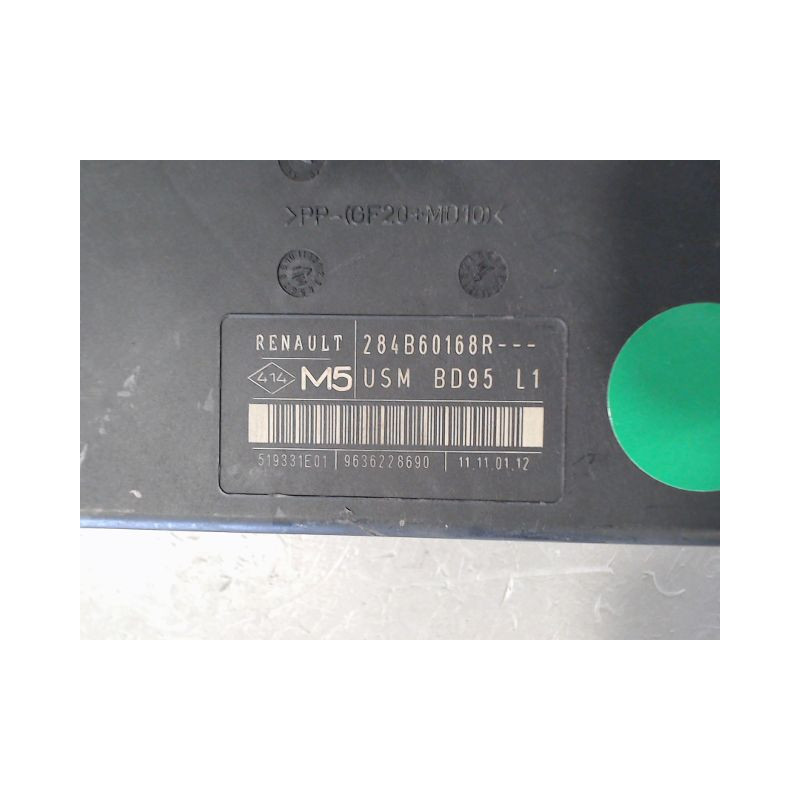 >PP-(GF20+MD10)<
RENAULT 284B60168R---
414 M5 USM BD95 L1
519331E01 9636228690 11.11.01.12